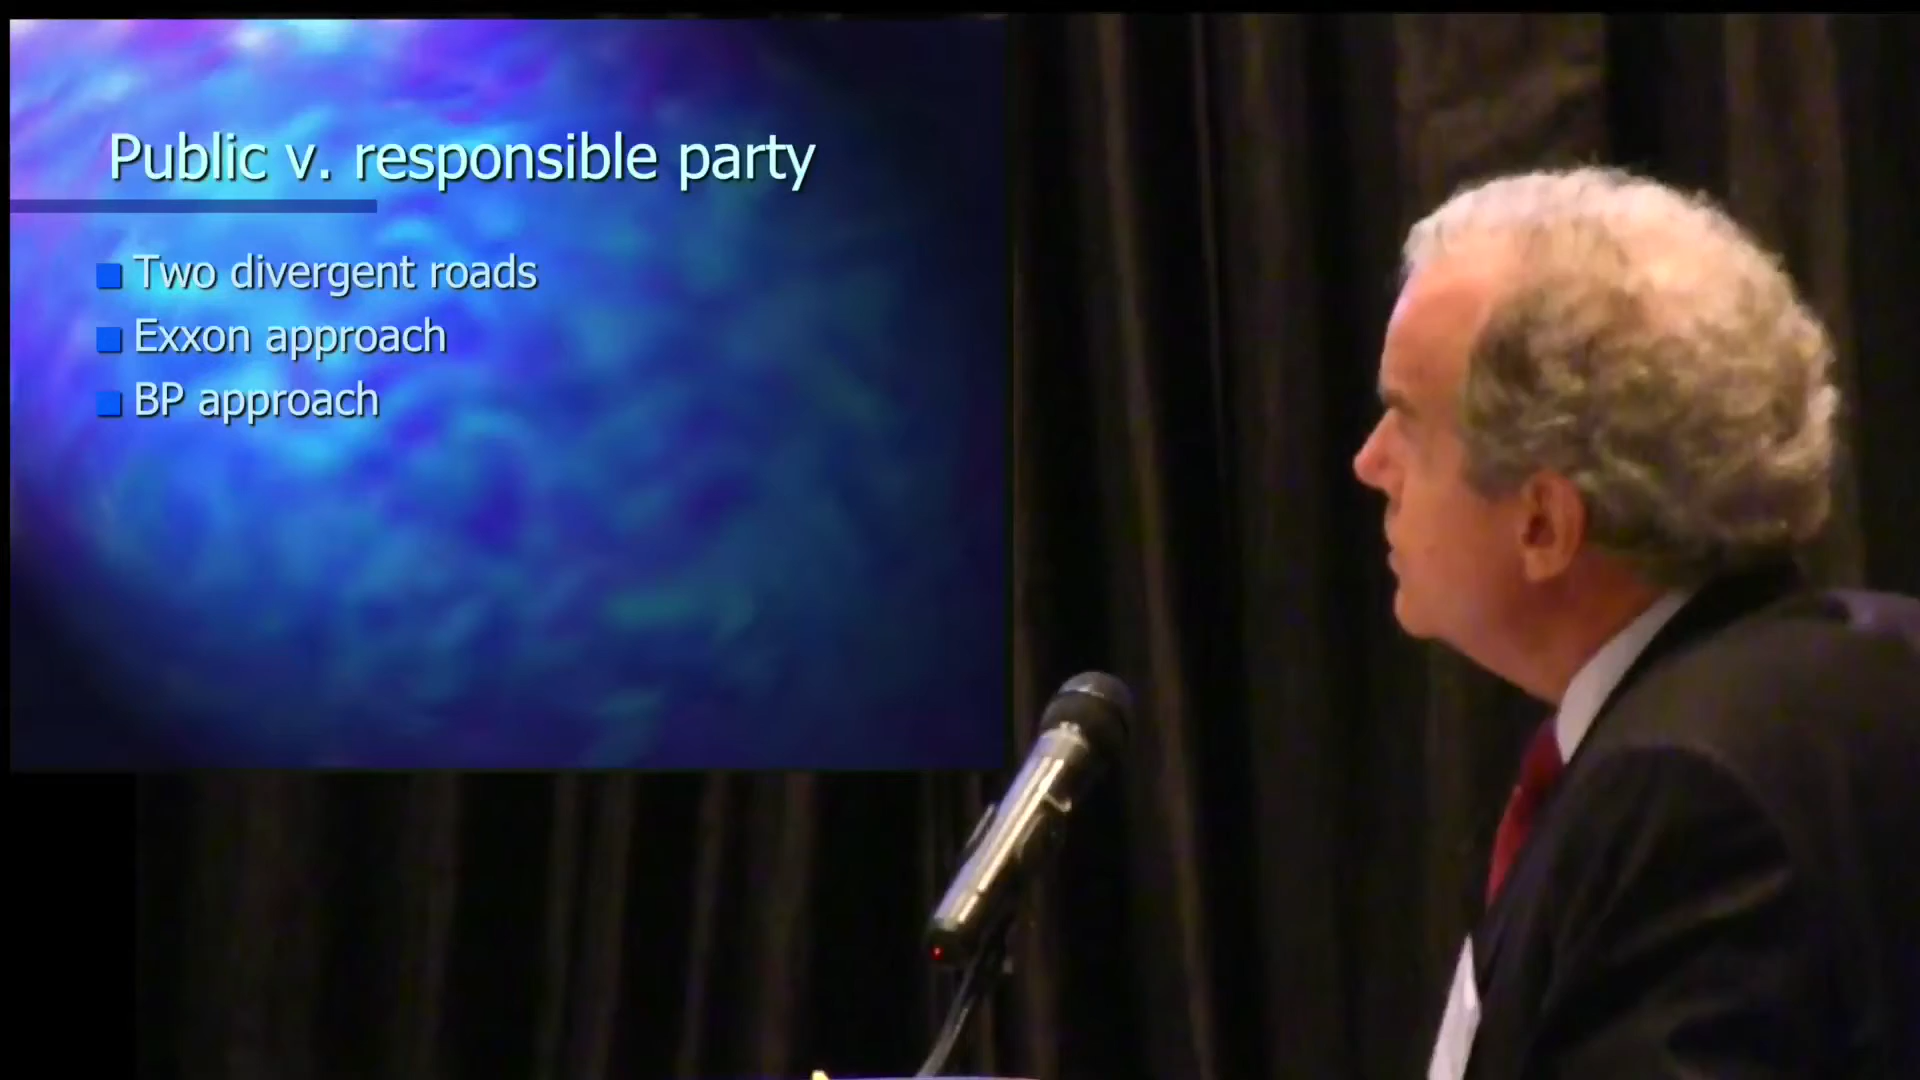 Public v. responsible party
Two divergent roads
Exxon approach
BP approach